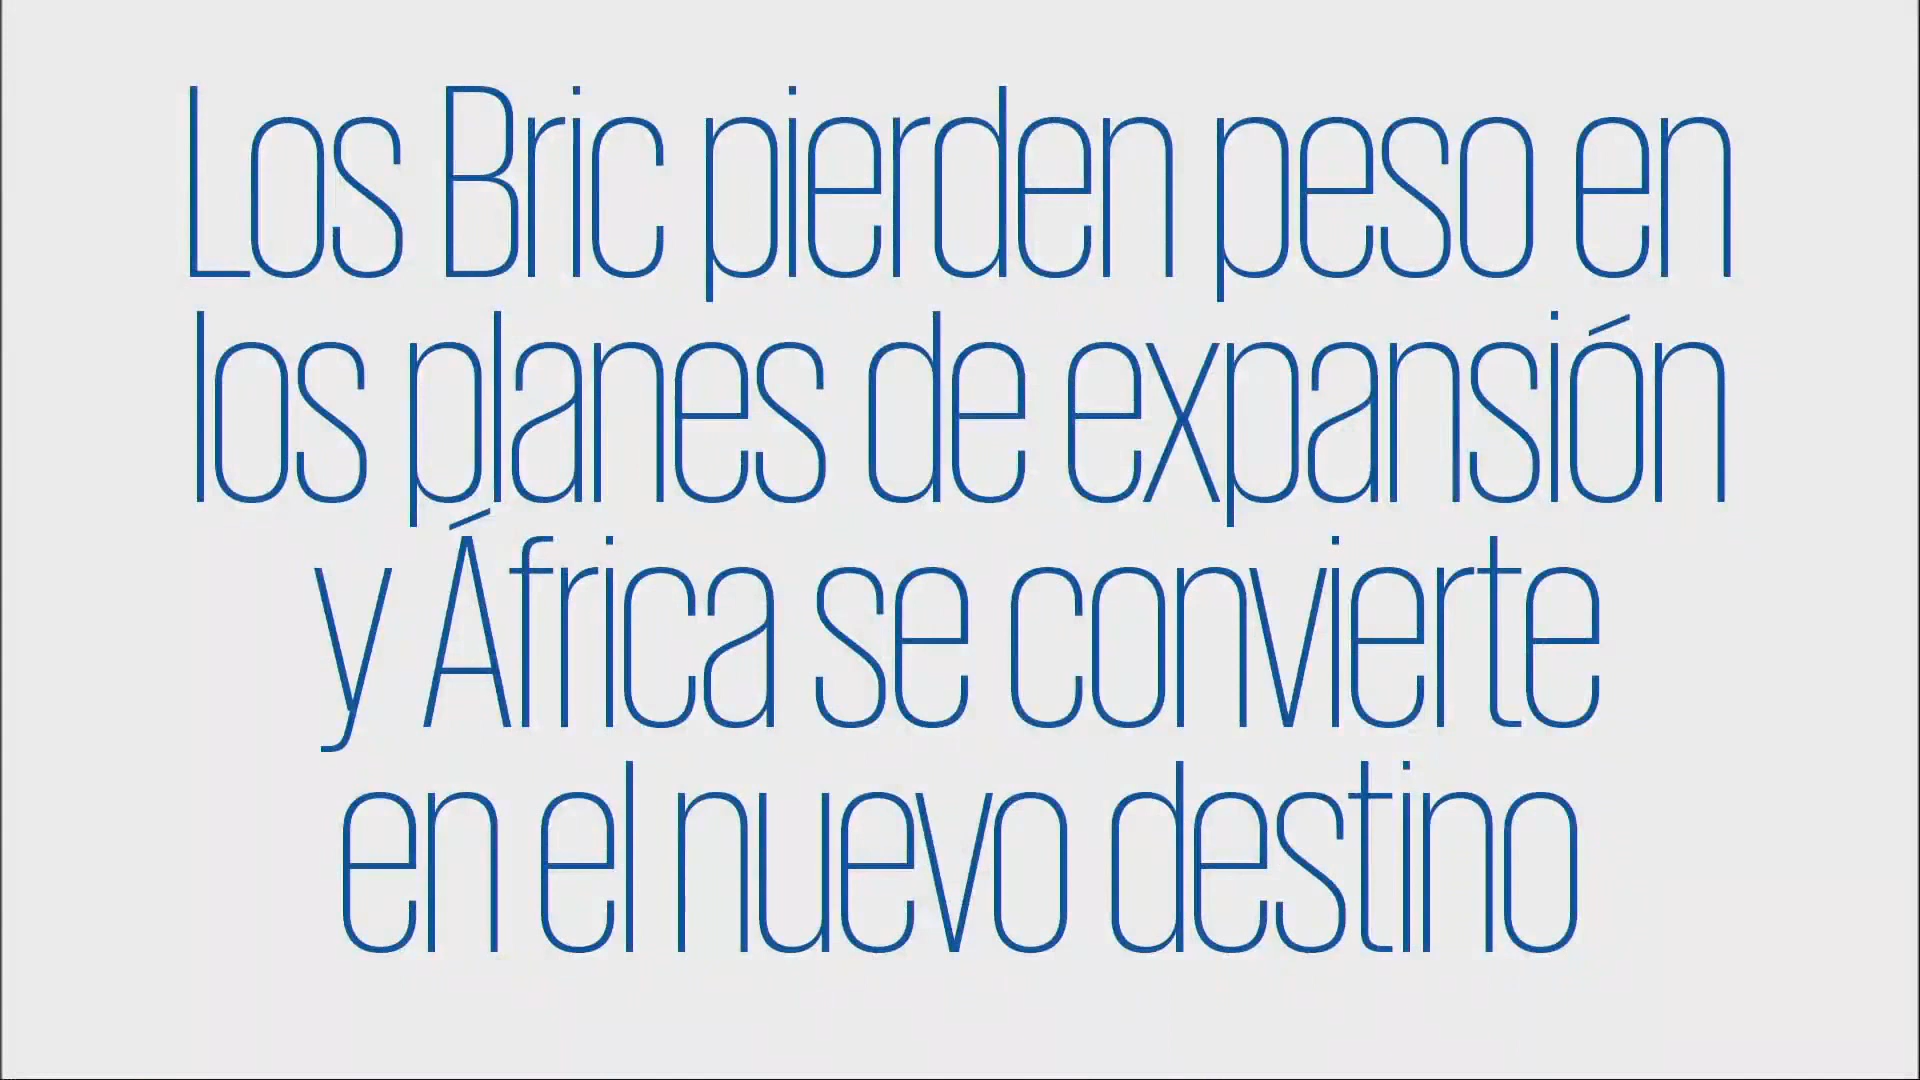 Los Bric pierden peso en
los planes de expansión
y África se convierte
en el nuevo destino